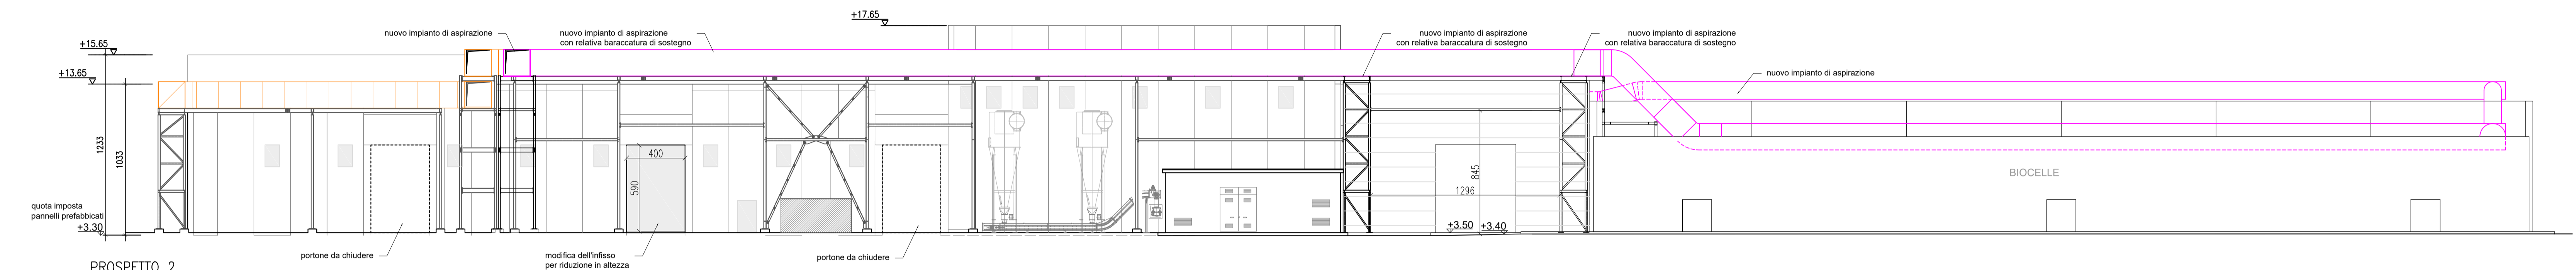 +17.65
nuovo impianto di aspirazione
nuovo impianto di aspirazione
con relativa baraccatura di sostegno
nuovo impianto di aspirazione
con relativa baraccatura di sostegno
nuovo impianto di aspirazione
con relativa baraccatura di sostegno
+15.65
+13.65
nuovo impianto di aspirazione
1233
1033
400
590
845
1296
BIOCELLE
quota imposta
pannelli prefabbicati
+3.30
+3.50
+3.40
portone da chiudere
modifica dell'infisso
per riduzione in altezza
portone da chiudere
PROSPETTO 2